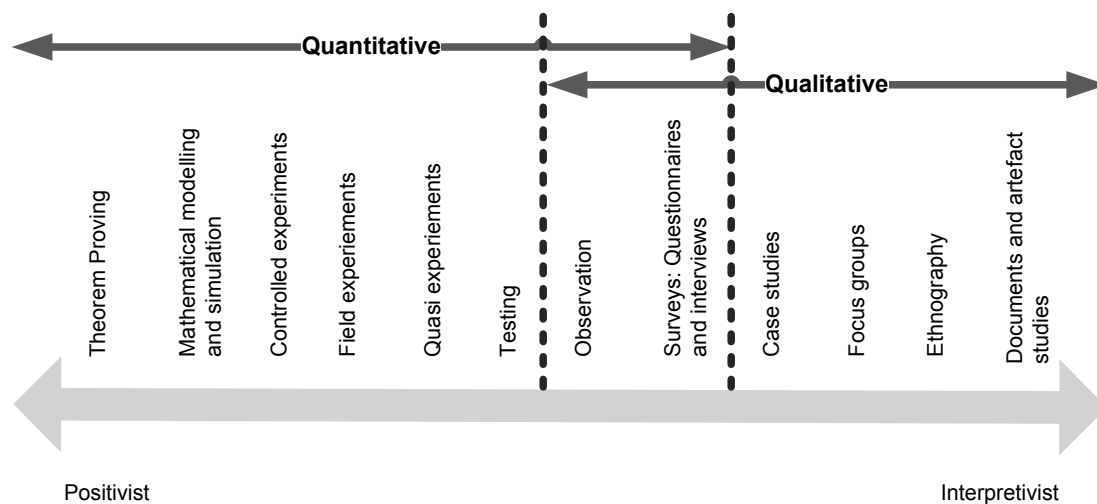 Quantitative
Qualitative
Theorem Proving
Mathematical modelling
and simulation
Controlled experiments
Field experiements
Quasi experiements
Testing
Observation
Surveys: Questionnaires
and interviews
Case studies
Focus groups
Ethnography
Documents and artefact
studies
Positivist
Interpretivist